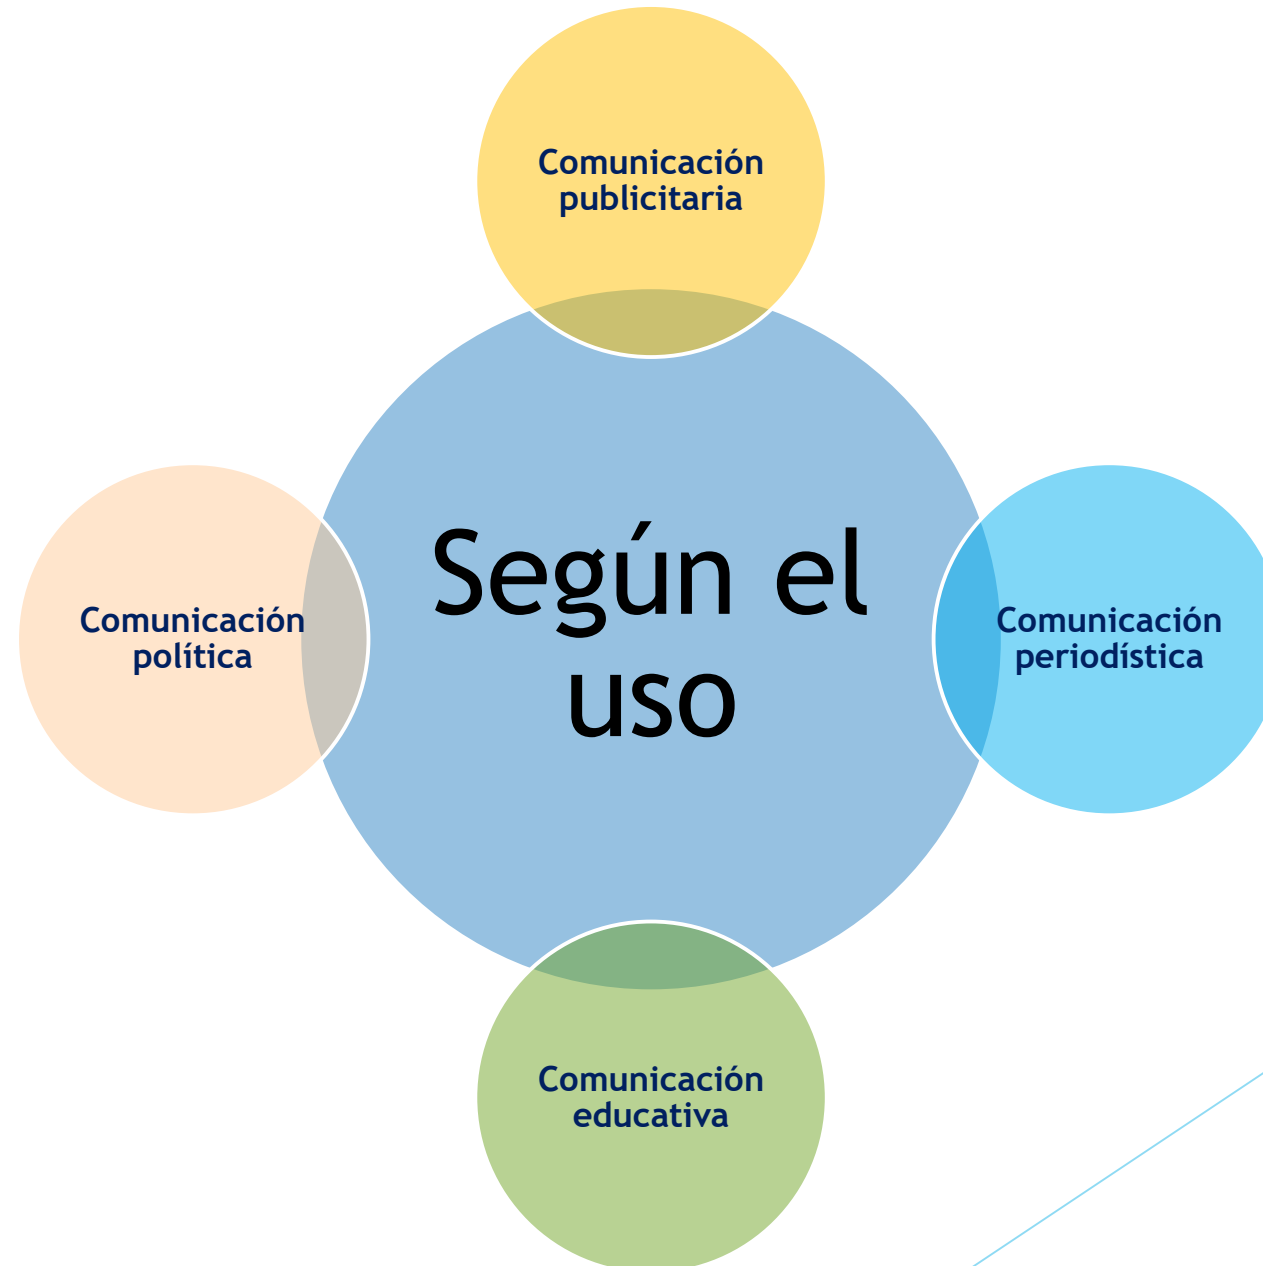 Comunicación
publicitaria
Según el
uso
Comunicación
política
Comunicación
periodística
Comunicación
educativa